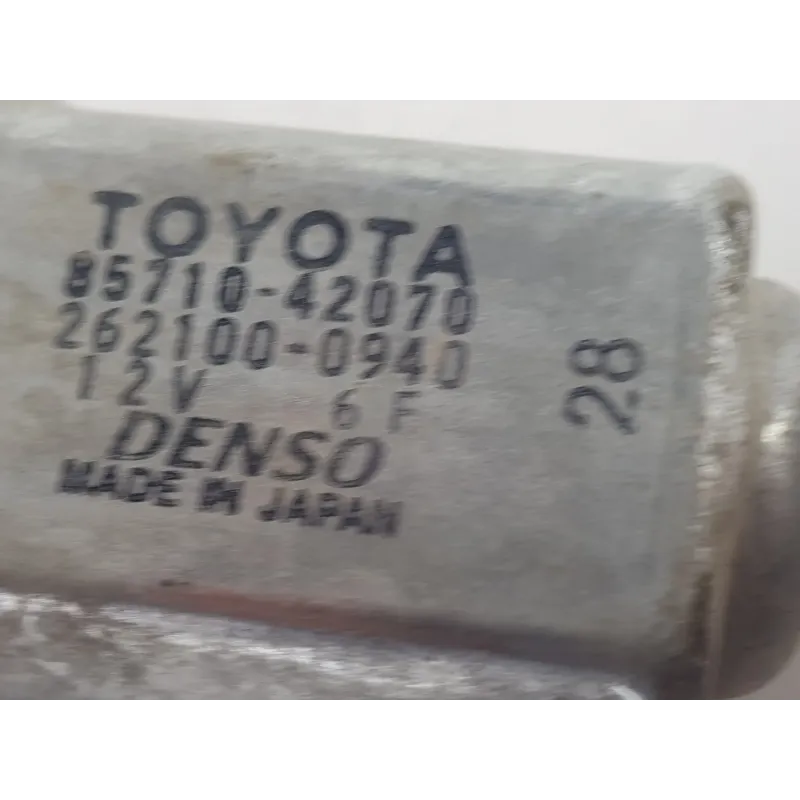 TOYOTA
85710-42070
262100-0940
12V 6F
DENSO
MADE IN JAPAN
28